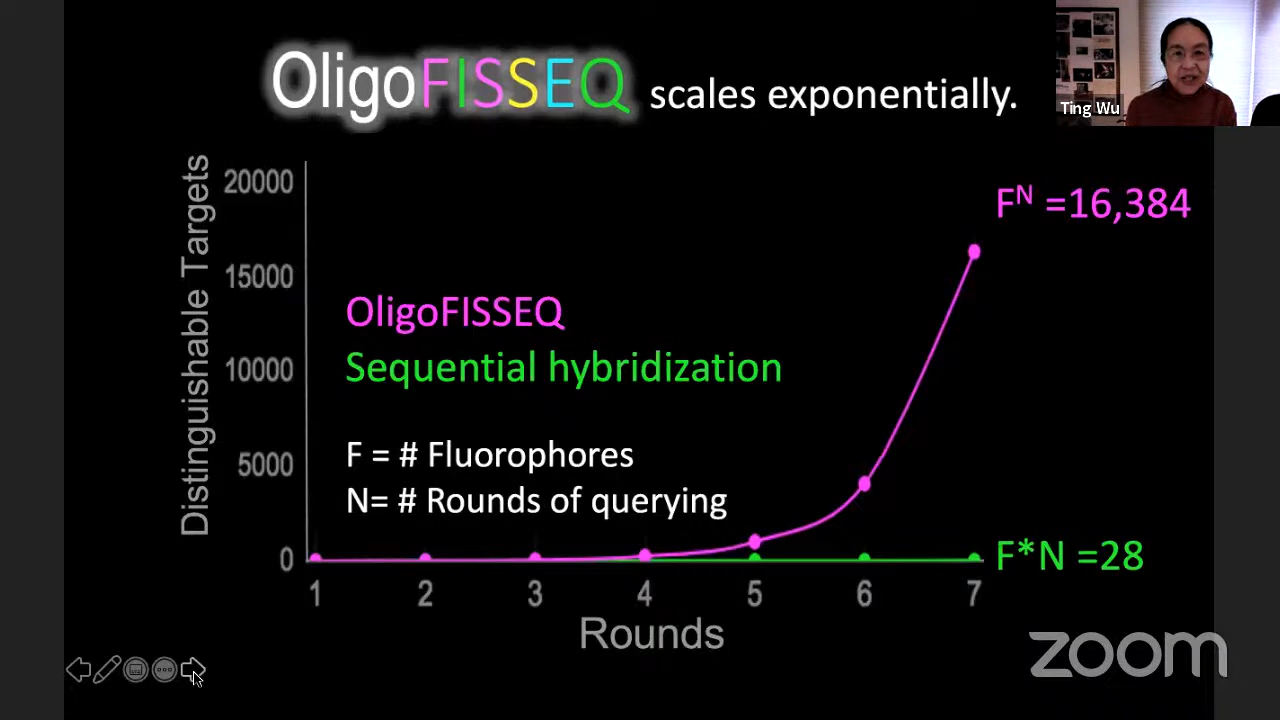 OligoFISSEQ scales exponentially.
Ting Wu
Distinguishable Targets
20000
15000
10000
5000
0
F^N =16,384
OligoFISSEQ
Sequential hybridization
F = # Fluorophores
N= # Rounds of querying
F*N =28
1 2 3 4 5 6 7
Rounds
zoom